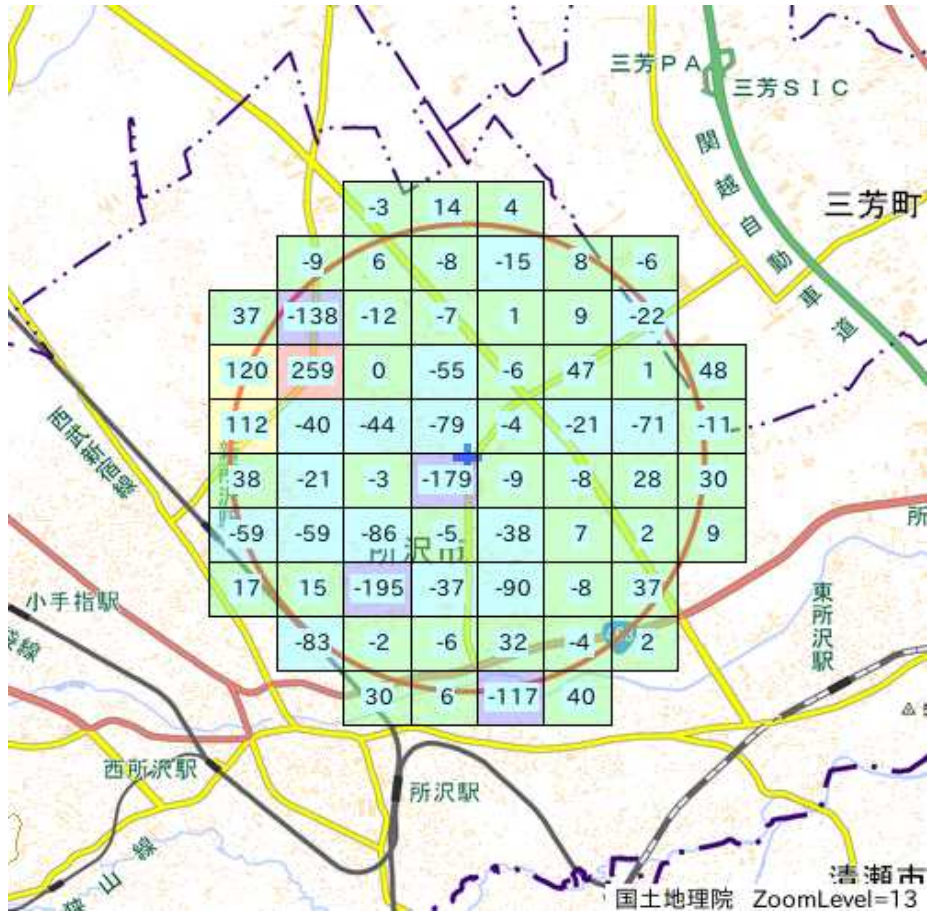 三芳ＰＡ
三芳ＳＩＣ
関越自動車道
三芳町
-3 14 4
-9 6 -8 -15 8 -6
37 -138 -12 -7 1 9 -22
120 259 0 -55 -6 47 1 48
112 -40 -44 -79 -4 -21 -71 -11
西武新宿線
38 -21 -3 -179 -9 -8 28 30
所
-59 -59 -86 -5 -38 7 2 9
所沢市
17 15 -195 -37 -90 -8 37
小手指駅
東所沢駅
-83 -2 -6 32 -4 2
30 6 -117 40
西所沢駅
所沢駅
狭山線
清瀬市
国土地理院 ZoomLevel=13